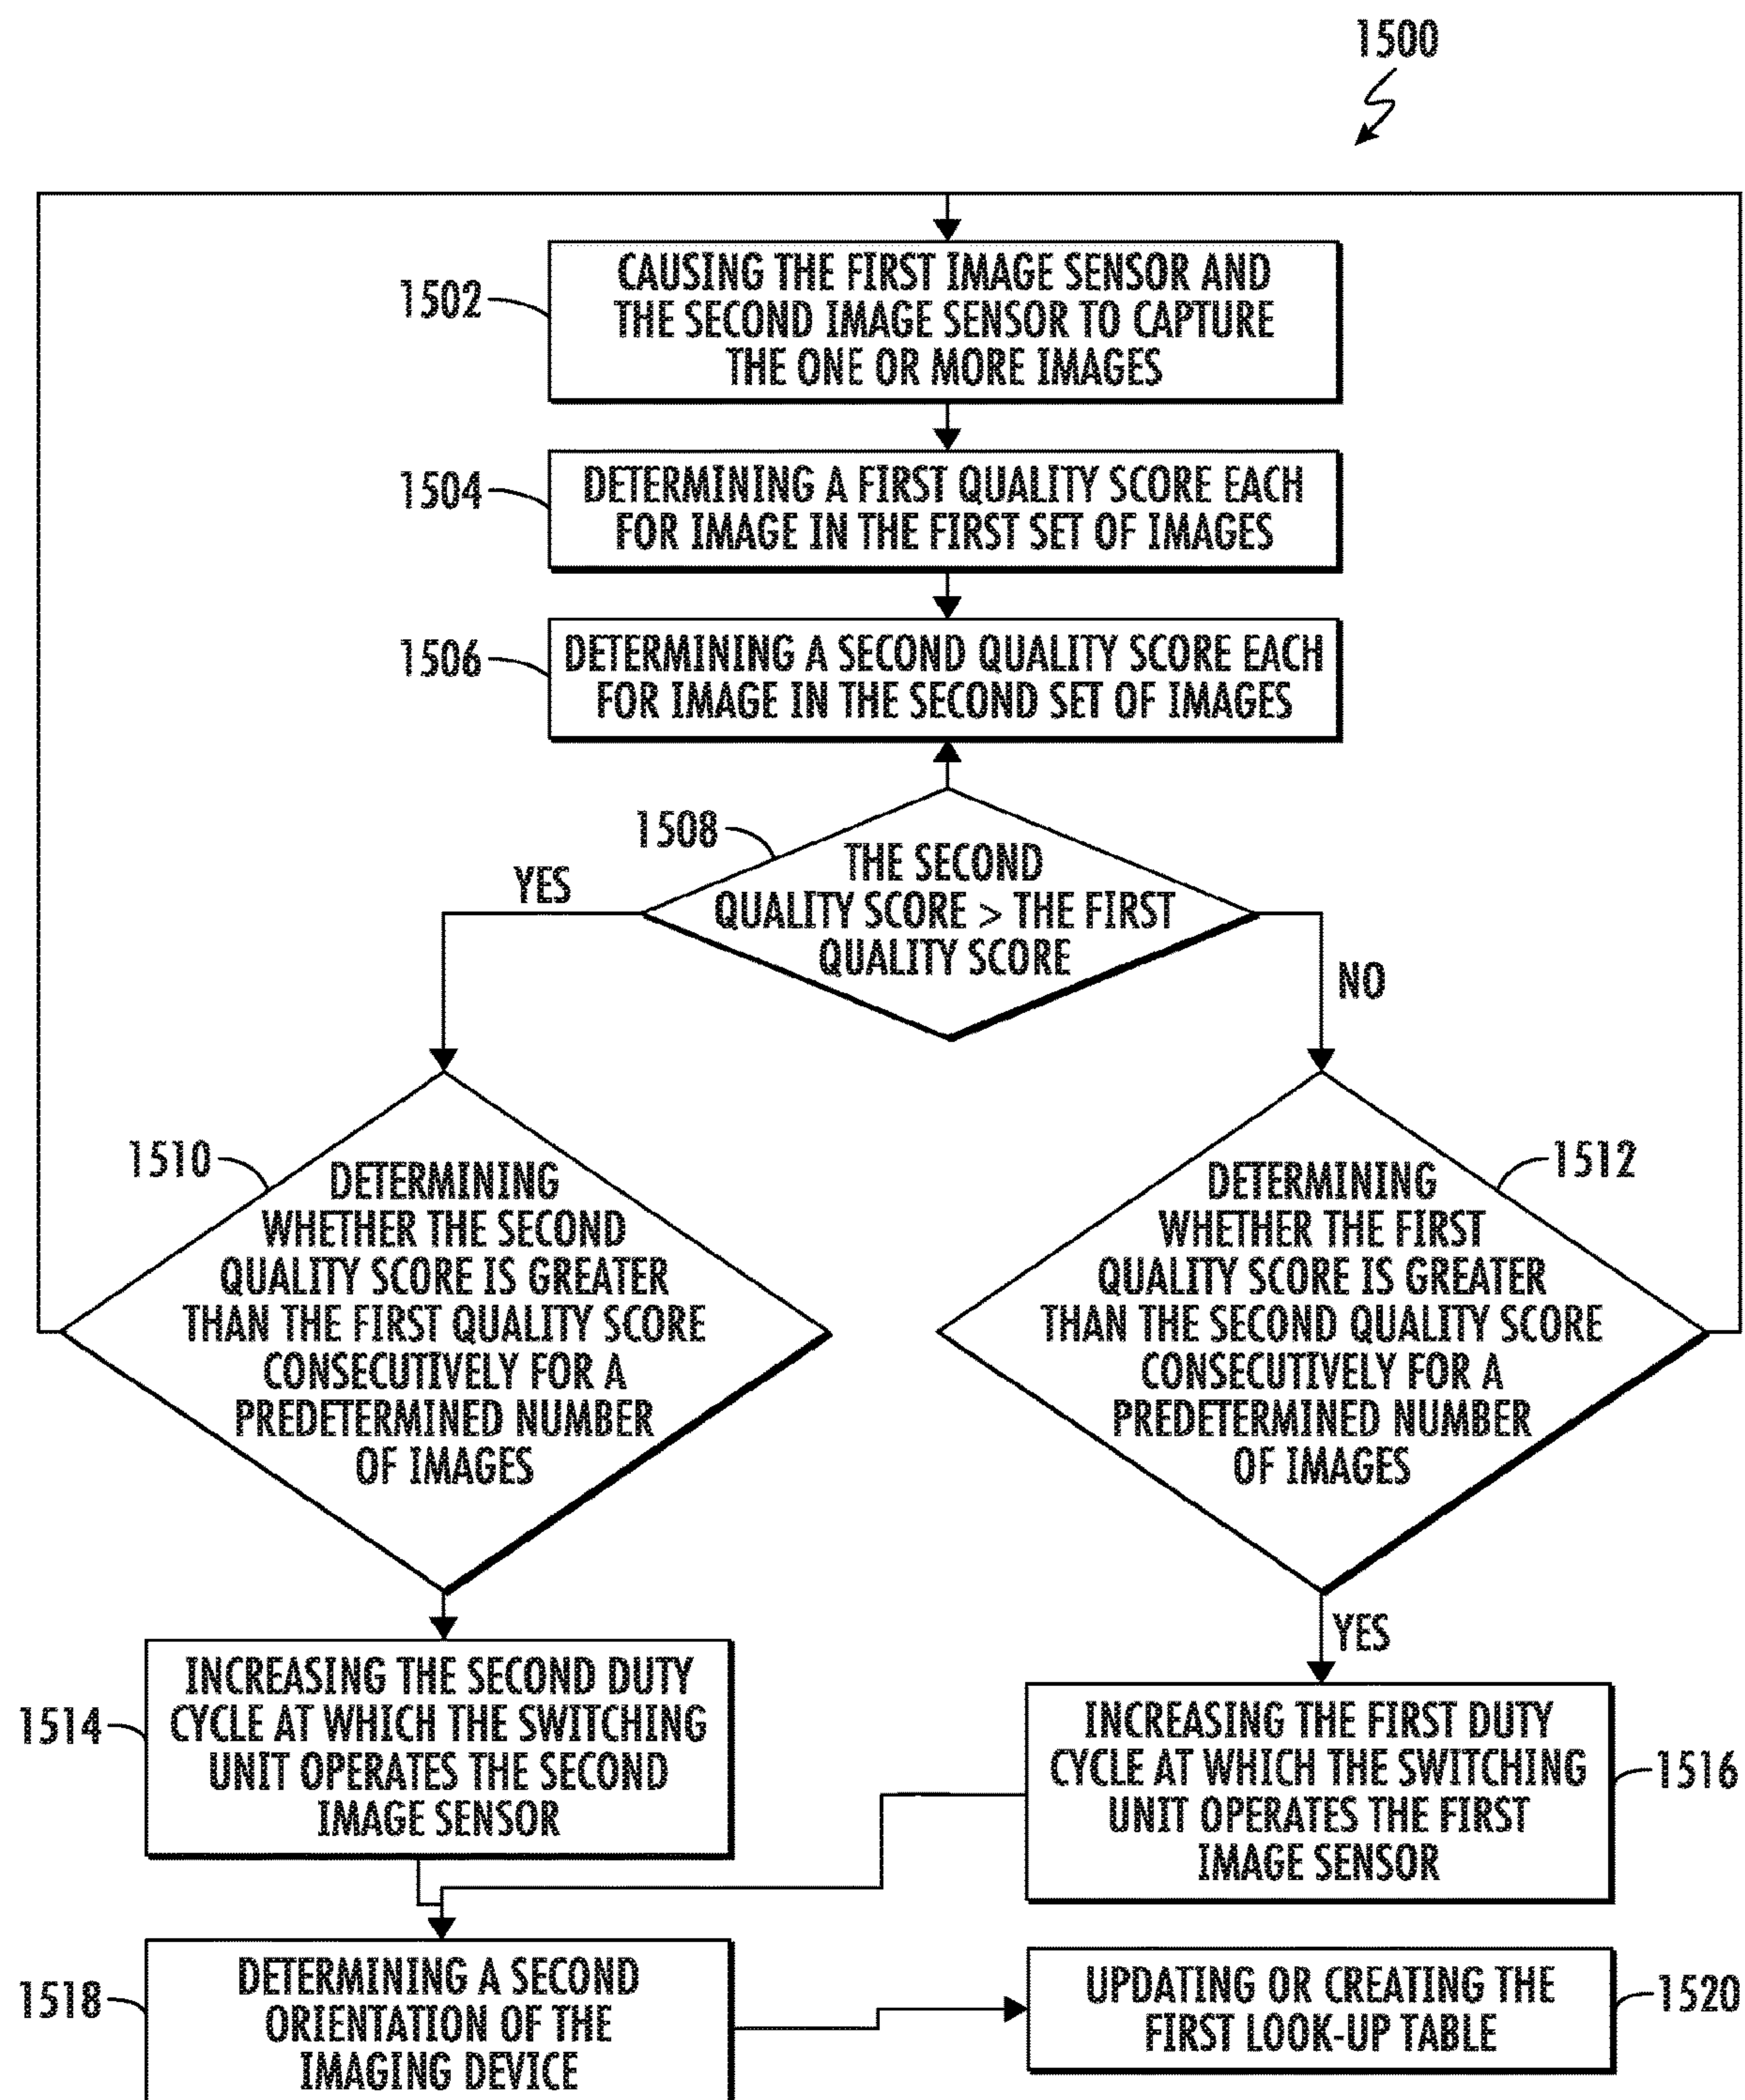 1500
1502
CAUSING THE FIRST IMAGE SENSOR AND
THE SECOND IMAGE SENSOR TO CAPTURE
THE ONE OR MORE IMAGES
1504
DETERMINING A FIRST QUALITY SCORE EACH
FOR IMAGE IN THE FIRST SET OF IMAGES
1506
DETERMINING A SECOND QUALITY SCORE EACH
FOR IMAGE IN THE SECOND SET OF IMAGES
1508
THE SECOND
QUALITY SCORE > THE FIRST
QUALITY SCORE
YES
NO
1510
DETERMINING
WHETHER THE SECOND
QUALITY SCORE IS GREATER
THAN THE FIRST QUALITY SCORE
CONSECUTIVELY FOR A
PREDETERMINED NUMBER
OF IMAGES
1512
DETERMINING
WHETHER THE FIRST
QUALITY SCORE IS GREATER
THAN THE SECOND QUALITY SCORE
CONSECUTIVELY FOR A
PREDETERMINED NUMBER
OF IMAGES
YES
1514
INCREASING THE SECOND DUTY
CYCLE AT WHICH THE SWITCHING
UNIT OPERATES THE SECOND
IMAGE SENSOR
INCREASING THE FIRST DUTY
CYCLE AT WHICH THE SWITCHING
UNIT OPERATES THE FIRST
IMAGE SENSOR
1516
1518
DETERMINING A SECOND
ORIENTATION OF THE
IMAGING DEVICE
UPDATING OR CREATING THE
FIRST LOOK-UP TABLE
1520